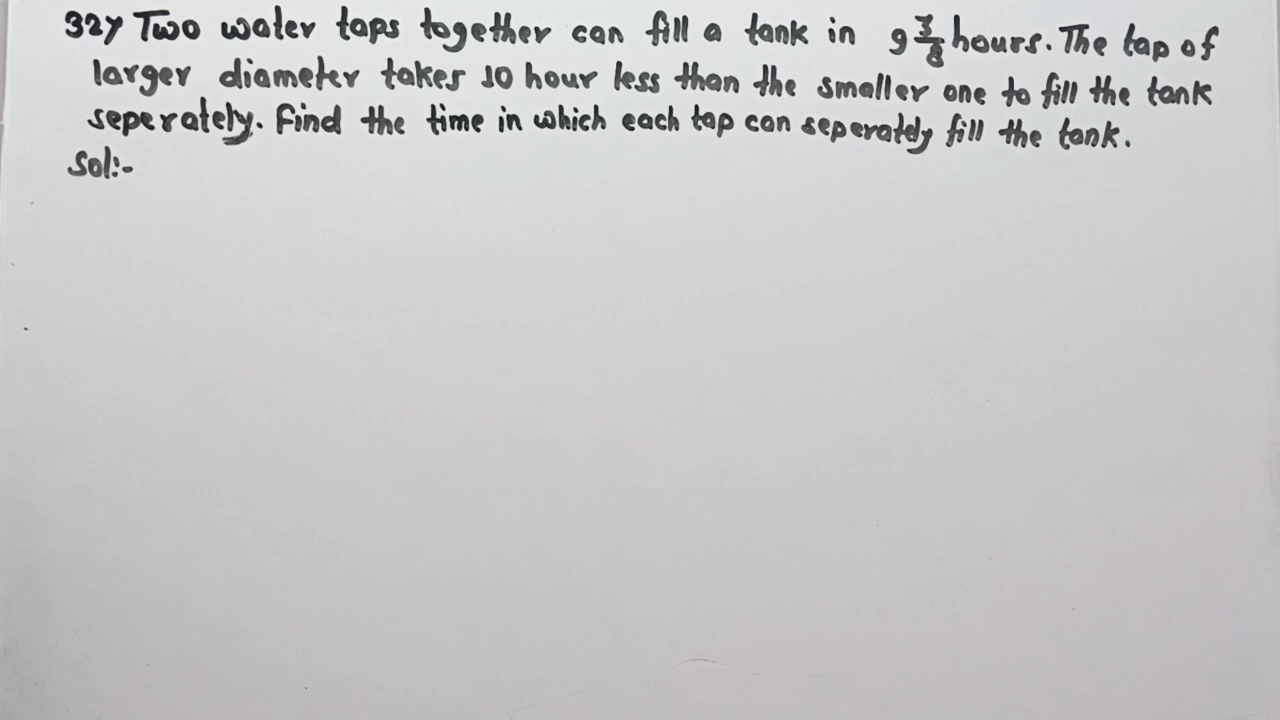 32y Two water taps together can fill a tank in 9 3/8 hours. The tap of
larger diameter takes 10 hour less than the smaller one to fill the tank
seperately. Find the time in which each tap can seperately fill the tank.
Sol:-